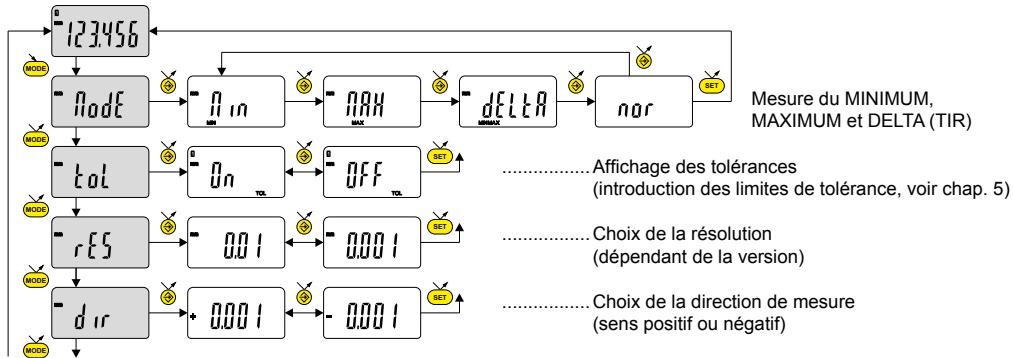 123.456
MODE
SET
ModE
M in
MIN
MAX
MAX
dELtA
MINMAX
nor
Mesure du MINIMUM,
MAXIMUM et DELTA (TIR)
MODE
toL
On
TOL
OFF
TOL
SET
.................Affichage des tolérances
(introduction des limites de tolérance, voir chap. 5)
MODE
rES
0.01
0.001
SET
.................Choix de la résolution
(dépendant de la version)
MODE
dir
+ 0.001
- 0.001
SET
.................Choix de la direction de mesure
(sens positif ou négatif)
MODE